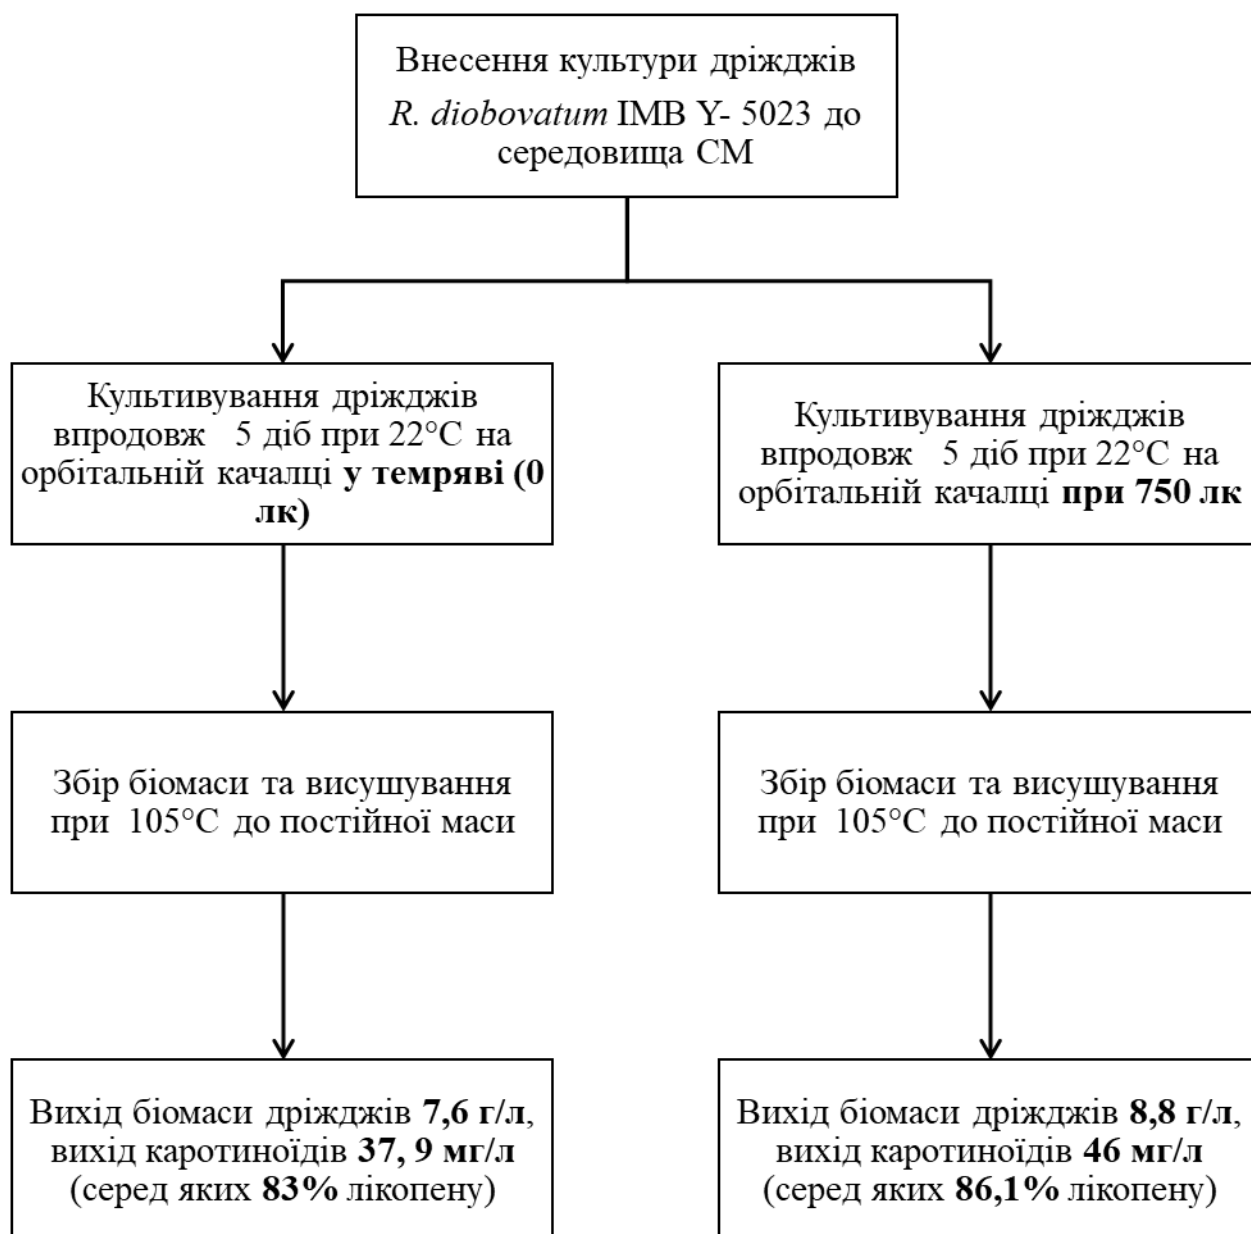 Внесення культури дріжджів
R. diobovatum ІМВ Y- 5023 до
середовища СМ
Культивування дріжджів
впродовж 5 діб при 22°C на
орбітальній качалці у темряві (0
лк)
Культивування дріжджів
впродовж 5 діб при 22°C на
орбітальній качалці при 750 лк
Збір біомаси та висушування
при 105°C до постійної маси
Збір біомаси та висушування
при 105°C до постійної маси
Вихід біомаси дріжджів 7,6 г/л,
вихід каротиноїдів 37, 9 мг/л
(серед яких 83% лікопену)
Вихід біомаси дріжджів 8,8 г/л,
вихід каротиноїдів 46 мг/л
(серед яких 86,1% лікопену)